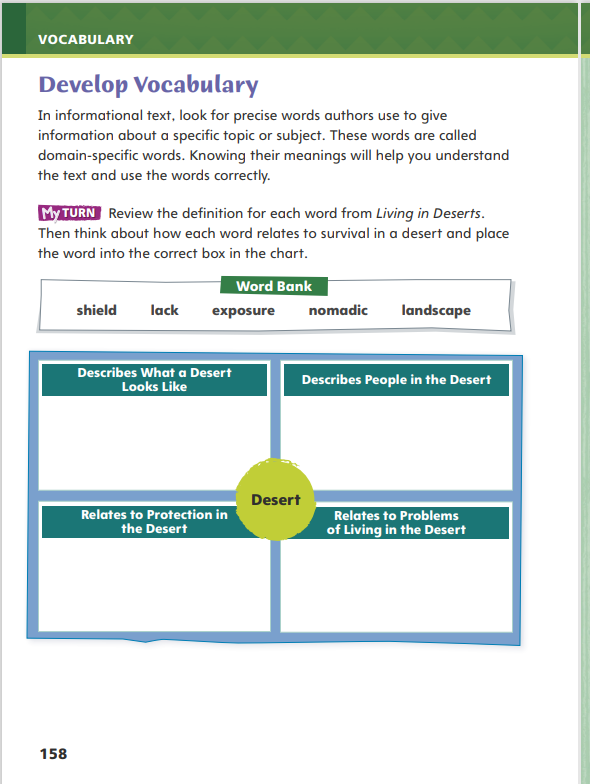 VOCABULARY
Develop Vocabulary
In informational text, look for precise words authors use to give
information about a specific topic or subject. These words are called
domain-specific words. Knowing their meanings will help you understand
the text and use the words correctly.
My TURN Review the definition for each word from Living in Deserts.
Then think about how each word relates to survival in a desert and place
the word into the correct box in the chart.
Word Bank
shield lack exposure nomadic landscape
Describes What a Desert
Looks Like
Describes People in the Desert
Desert
Relates to Protection in
the Desert
Relates to Problems
of Living in the Desert
158